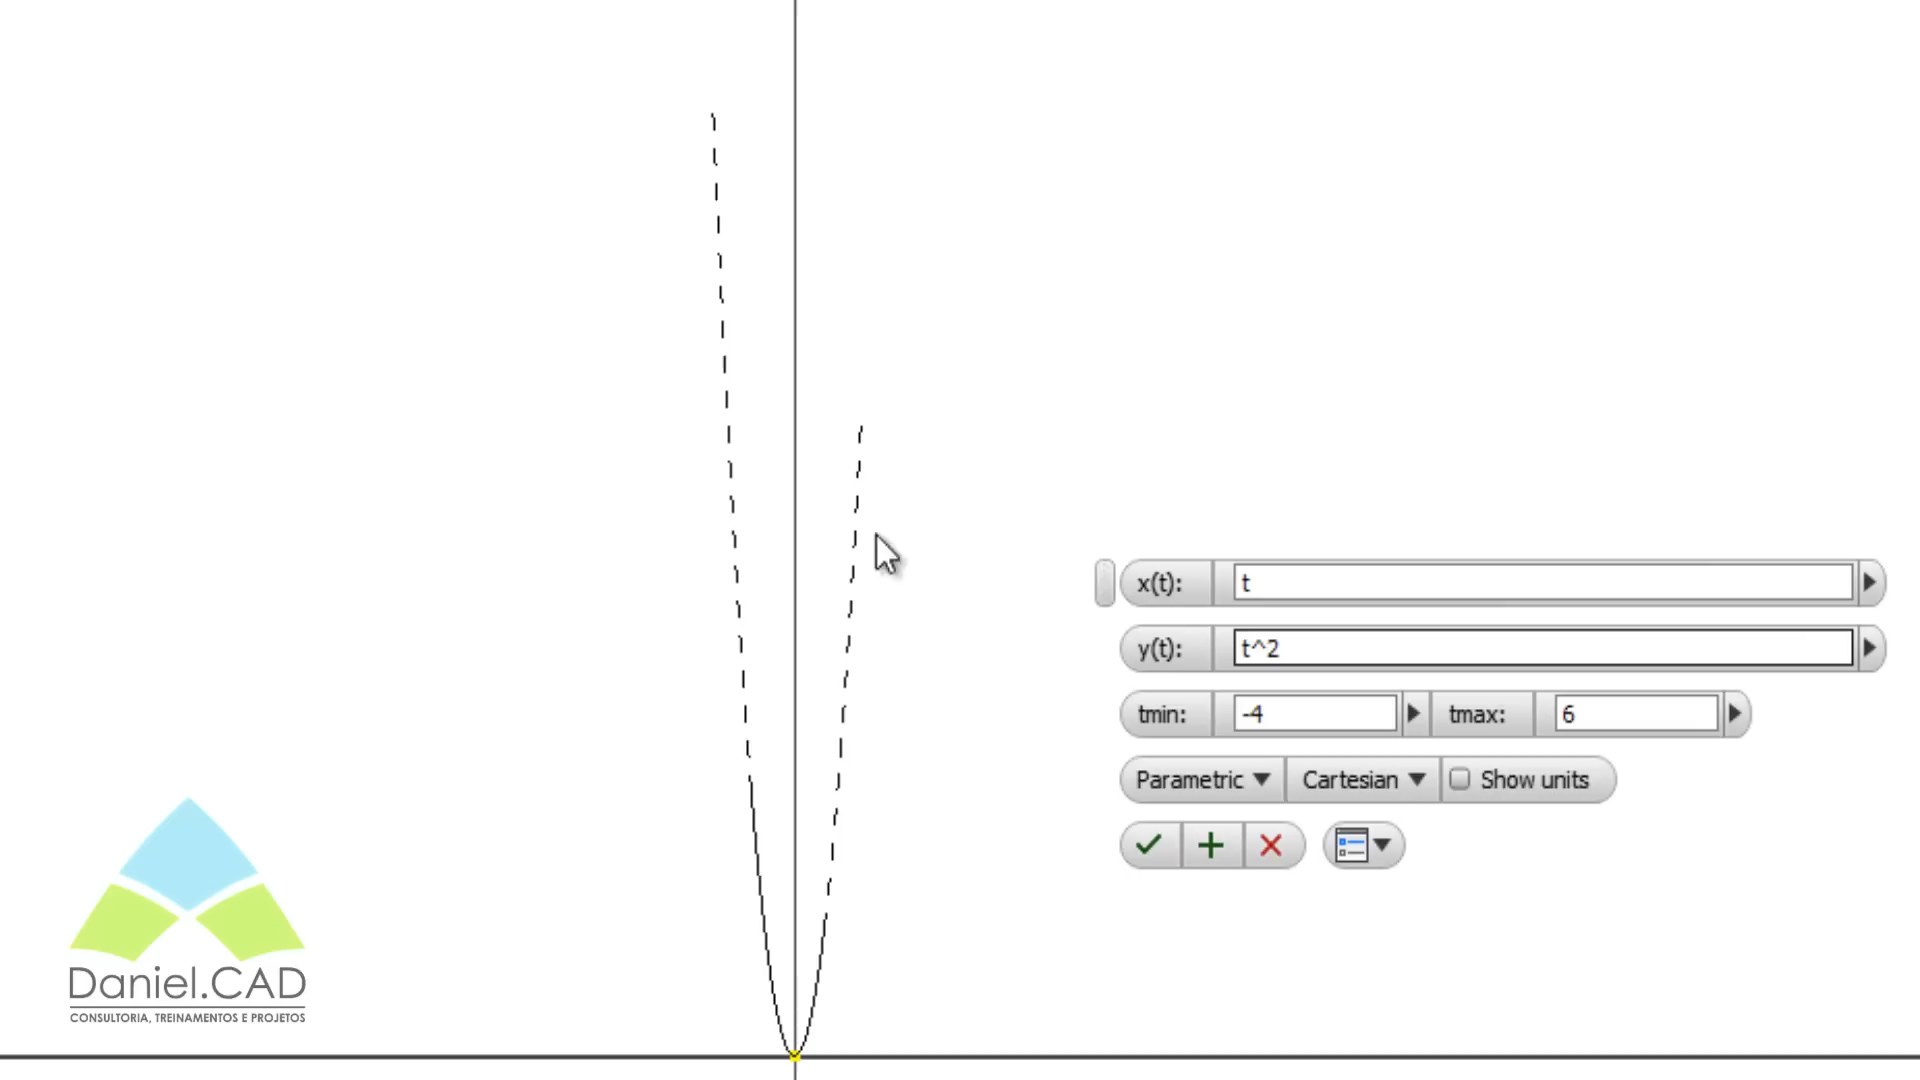 x(t): t
y(t): t^2
tmin: -4 tmax: 6
Parametric Cartesian Show units
Daniel.CAD
CONSULTORIA, TREINAMENTOS E PROJETOS